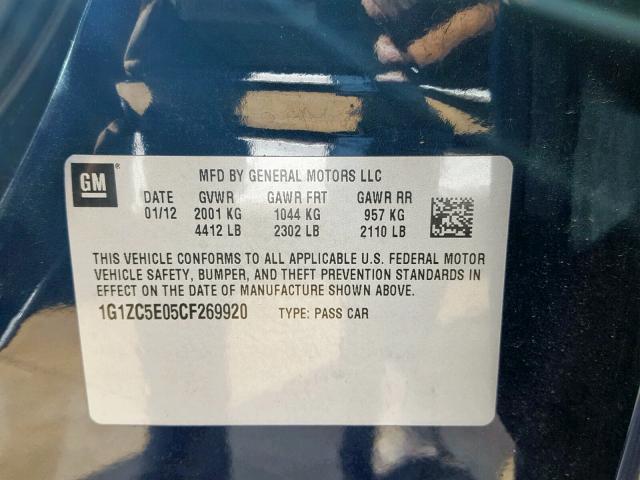 GM
MFD BY GENERAL MOTORS LLC
DATE GVWR GAWR FRT GAWR RR
01/12 2001 KG 1044 KG 957 KG
4412 LB 2302 LB 2110 LB
THIS VEHICLE CONFORMS TO ALL APPLICABLE U.S. FEDERAL MOTOR
VEHICLE SAFETY, BUMPER, AND THEFT PREVENTION STANDARDS IN
EFFECT ON THE DATE OF MANUFACTURE SHOWN ABOVE.
1G1ZC5E05CF269920 TYPE: PASS CAR